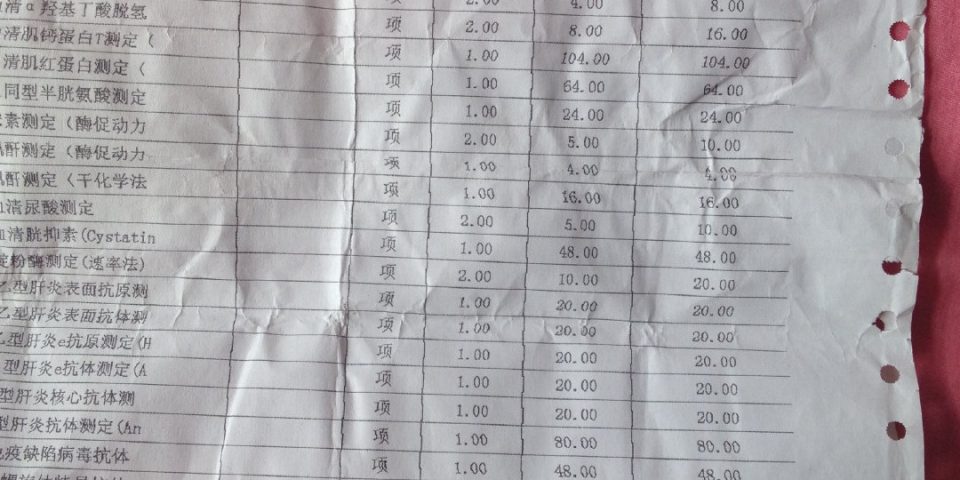 项 2.00 4.00 8.00
清α羟基丁酸脱氢 项 2.00 8.00 16.00
清肌钙蛋白T测定 ( 项 1.00 104.00 104.00
清肌红蛋白测定 ( 项 1.00 64.00 64.00
同型半胱氨酸测定 项 1.00 24.00 24.00
素测定 (酶促动力 项 2.00 5.00 10.00
酐测定 (酶促动力 项 1.00 4.00 4.00
酐测定 (干化学法 项 1.00 16.00 16.00
清尿酸测定 项 2.00 5.00 10.00
清胱抑素(Cystatin 项 1.00 48.00 48.00
淀粉酶测定(速率法) 项 2.00 10.00 20.00
乙型肝炎表面抗原测 项 1.00 20.00 20.00
乙型肝炎表面抗体测 项 1.00 20.00 20.00
乙型肝炎e抗原测定(H 项 1.00 20.00 20.00
型肝炎e抗体测定(A 项 1.00 20.00 20.00
型肝炎核心抗体测 项 1.00 20.00 20.00
型肝炎抗体测定(An 项 1.00 80.00 80.00
疫缺陷病毒抗体 项 1.00 48.00 48.00